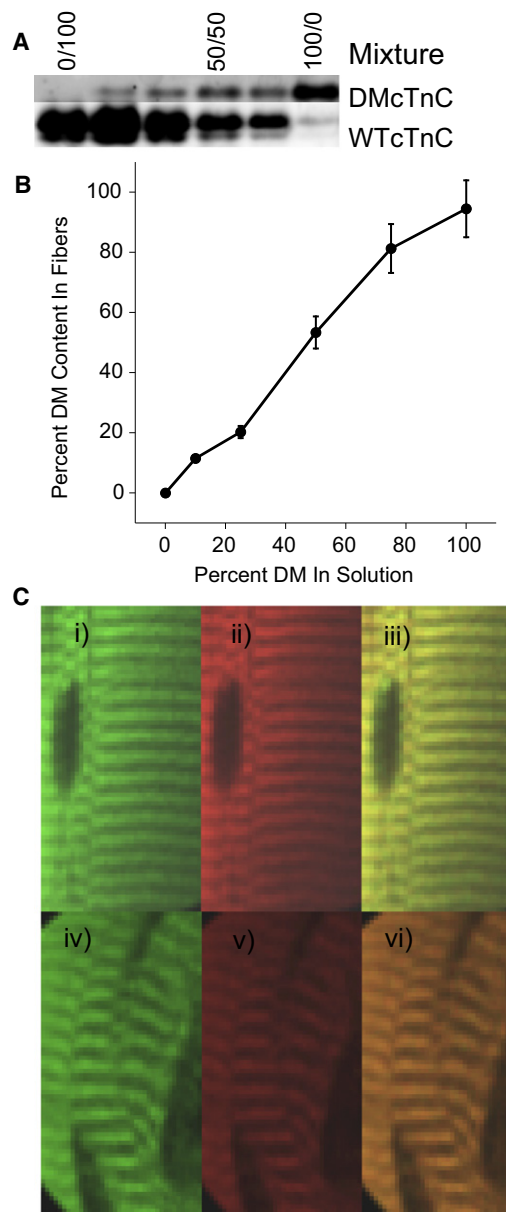 A
0/100
50/50
100/0
Mixture
DMcTnC
WTcTnC
B
Percent DM Content In Fibers
100
80
60
40
20
0
0 20 40 60 80 100
Percent DM In Solution
C
i) ii) iii)
iv) v) vi)